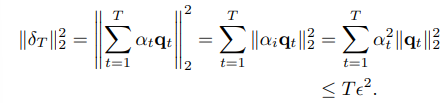 ‖δ_T‖₂² = ‖∑_{t=1}^{T} α_t q_t‖₂² = ∑_{t=1}^{T} ‖α_i q_t‖₂² = ∑_{t=1}^{T} α_t² ‖q_t‖₂²
≤ Tϵ².